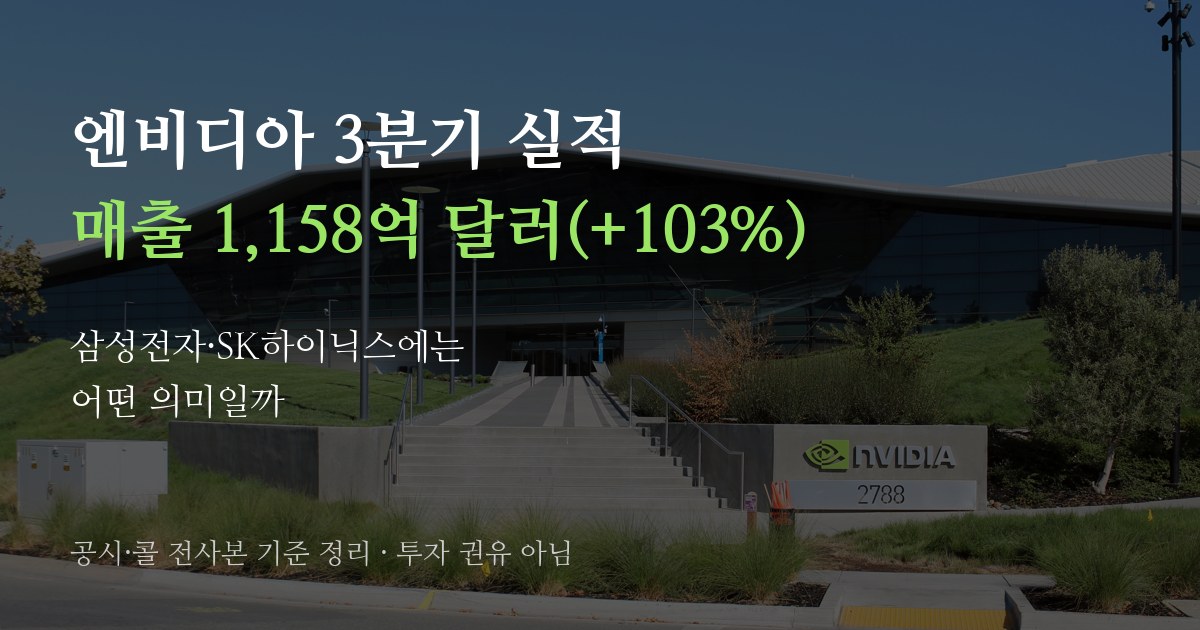 엔비디아 3분기 실적
매출 1,158억 달러(+103%)
삼성전자·SK하이닉스에는
어떤 의미일까
NVIDIA
2788
공시·콜 전사본 기준 정리 · 투자 권유 아님